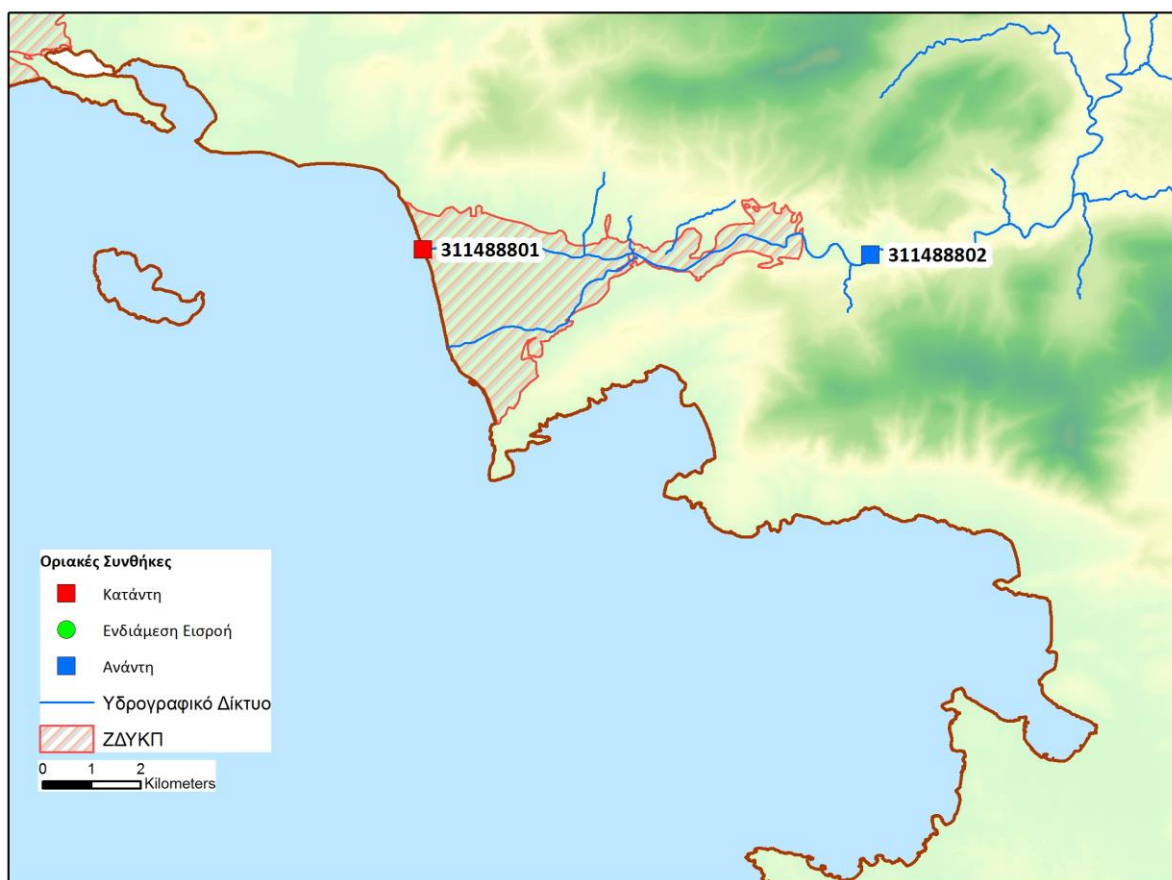 311488801
311488802
Οριακές Συνθήκες
Κατάντη
Ενδιάμεση Εισροή
Ανάντη
Υδρογραφικό Δίκτυο
ΖΔΥΚΠ
0 1 2
Kilometers